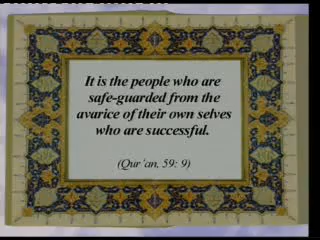 It is the people who are
safe-guarded from the
avarice of their own selves
who are successful.
(Qur'an, 59: 9)